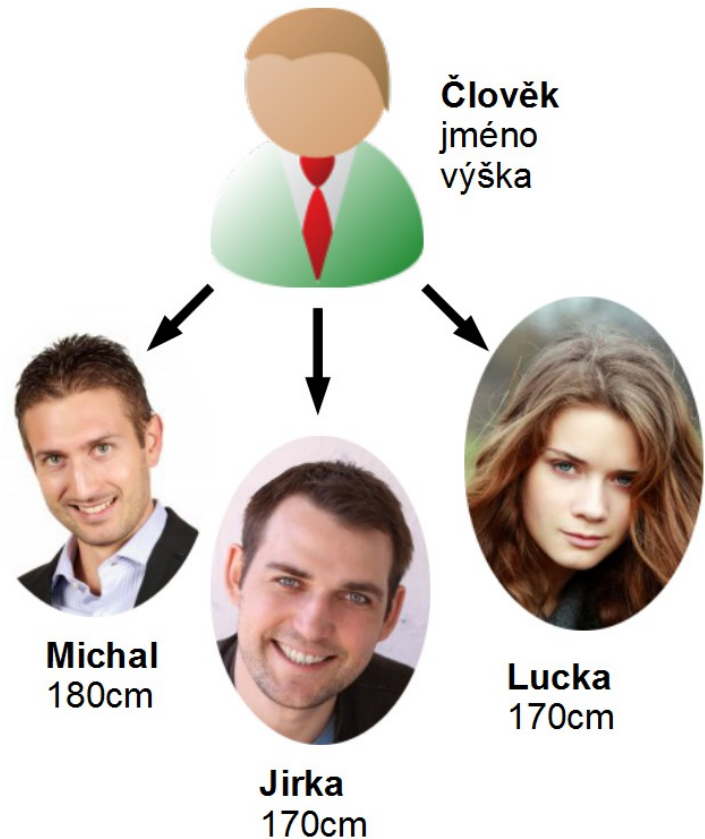 Člověk
jméno
výška
Michal
180cm
Jirka
170cm
Lucka
170cm